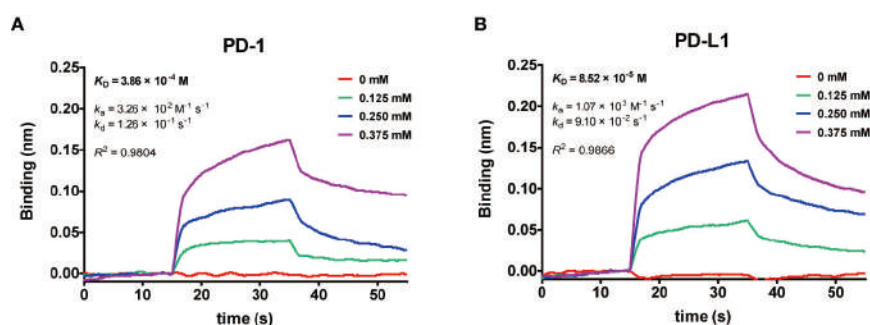 A
PD-1
K_D = 3.86 × 10⁻⁴ M
k_a = 3.26 × 10⁻² M⁻¹ s⁻¹
k_d = 1.26 × 10⁻¹ s⁻¹
R² = 0.9804
0 mM
0.125 mM
0.250 mM
0.375 mM
Binding (nm)
0.25
0.20
0.15
0.10
0.05
0.00
0
10
20
30
40
50
time (s)
B
PD-L1
K_D = 8.52 × 10⁻⁵ M
k_a = 1.07 × 10³ M⁻¹ s⁻¹
k_d = 9.10 × 10⁻² s⁻¹
R² = 0.9866
0 mM
0.125 mM
0.250 mM
0.375 mM
Binding (nm)
0.25
0.20
0.15
0.10
0.05
0.00
0
10
20
30
40
50
time (s)